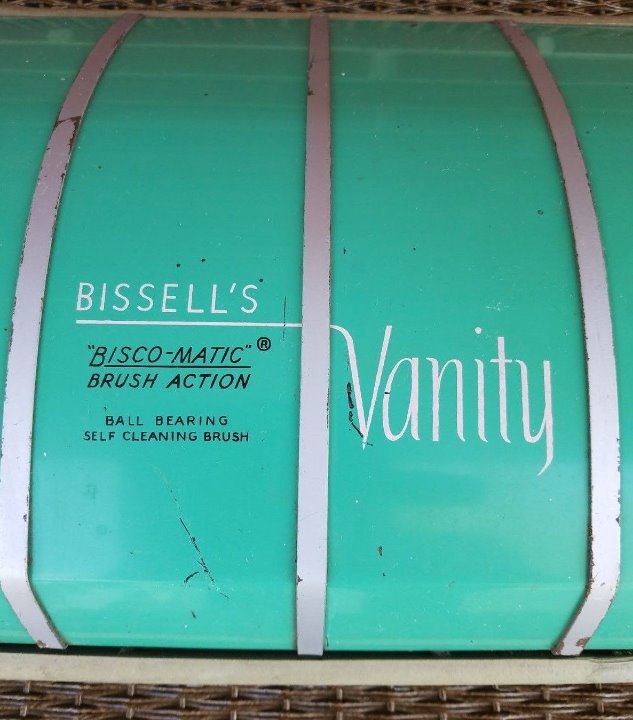 BISSELL'S
"BISCO-MATIC"®
BRUSH ACTION
BALL BEARING
SELF CLEANING BRUSH
Vanity